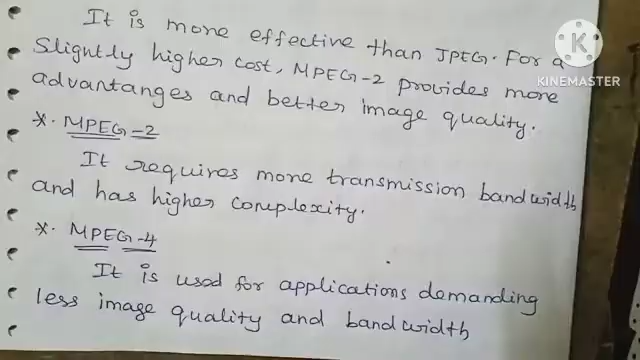 It is more effective than JPEG. For a
slightly higher cost, MPEG-2 provides more
advantanges and better image quality.
*. MPEG-2
It requires more transmission bandwidth
and has higher complexity.
*. MPEG-4
It is used for applications demanding
less image quality and bandwidth
K
KINEMASTER